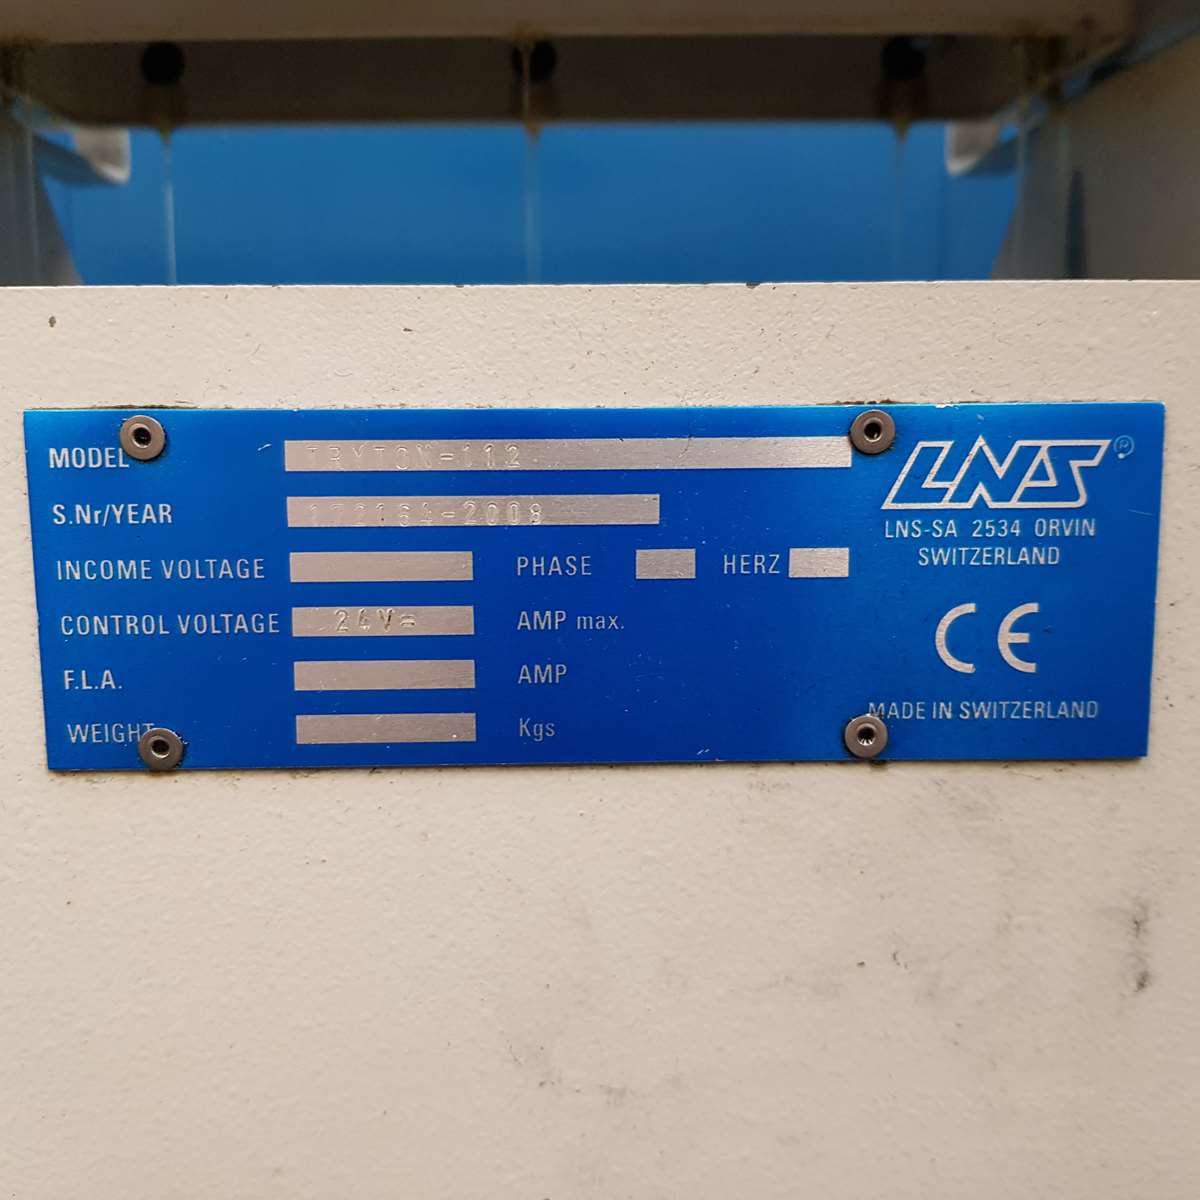 MODEL TRYTON-112
S.Nr/YEAR 172164-2008
INCOME VOLTAGE PHASE HERZ
CONTROL VOLTAGE 24V= AMP max.
F.L.A. AMP
WEIGHT Kgs
LNS®
LNS-SA 2534 ORVIN
SWITZERLAND
CE
MADE IN SWITZERLAND